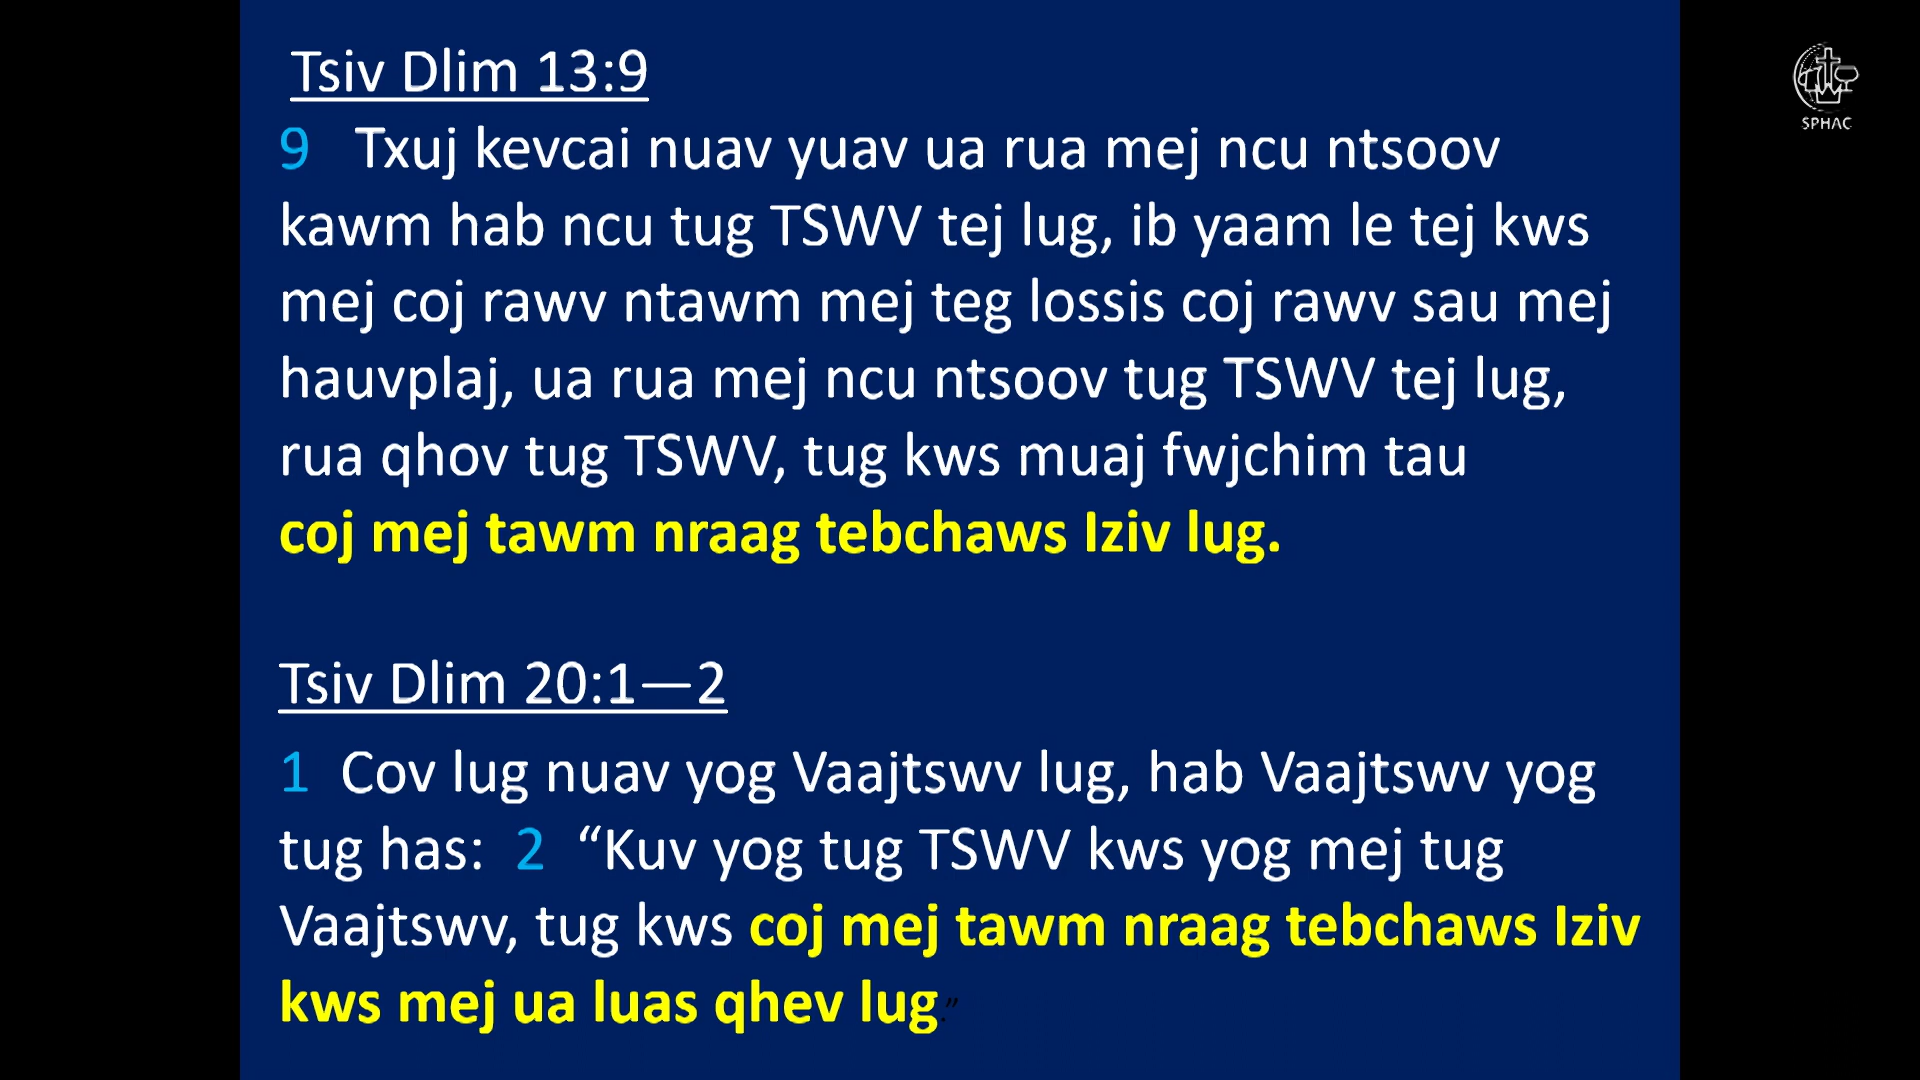 Tsiv Dlim 13:9
SPHAC
9 Txuj kevcai nuav yuav ua rua mej ncu ntsoov
kawm hab ncu tug TSWV tej lug, ib yaam le tej kws
mej coj rawv ntawm mej teg lossis coj rawv sau mej
hauvplaj, ua rua mej ncu ntsoov tug TSWV tej lug,
rua qhov tug TSWV, tug kws muaj fwjchim tau
coj mej tawm nraag tebchaws Iziv lug.
Tsiv Dlim 20:1—2
1 Cov lug nuav yog Vaajtswv lug, hab Vaajtswv yog
tug has: 2 “Kuv yog tug TSWV kws yog mej tug
Vaajtswv, tug kws coj mej tawm nraag tebchaws Iziv
kws mej ua luas qhev lug.”